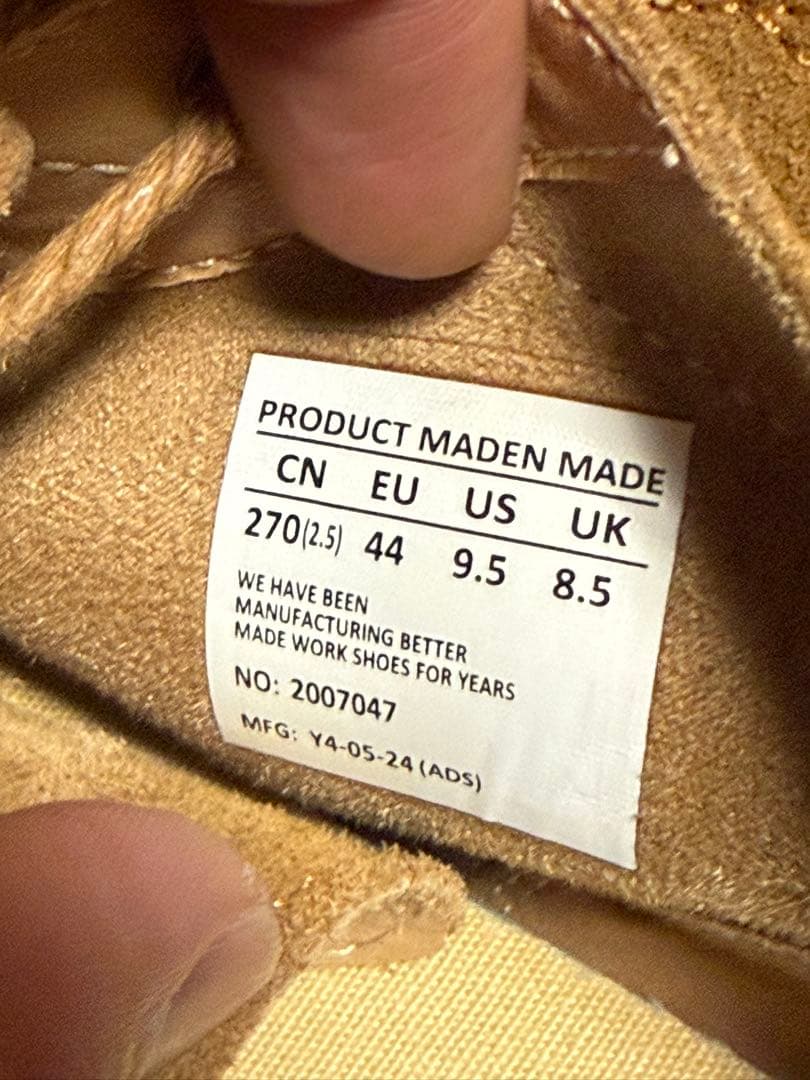 PRODUCT MADEN MADE
CN EU US UK
270(2.5) 44 9.5 8.5
WE HAVE BEEN
MANUFACTURING BETTER
MADE WORK SHOES FOR YEARS
NO: 2007047
MFG: Y4-05-24(ADS)